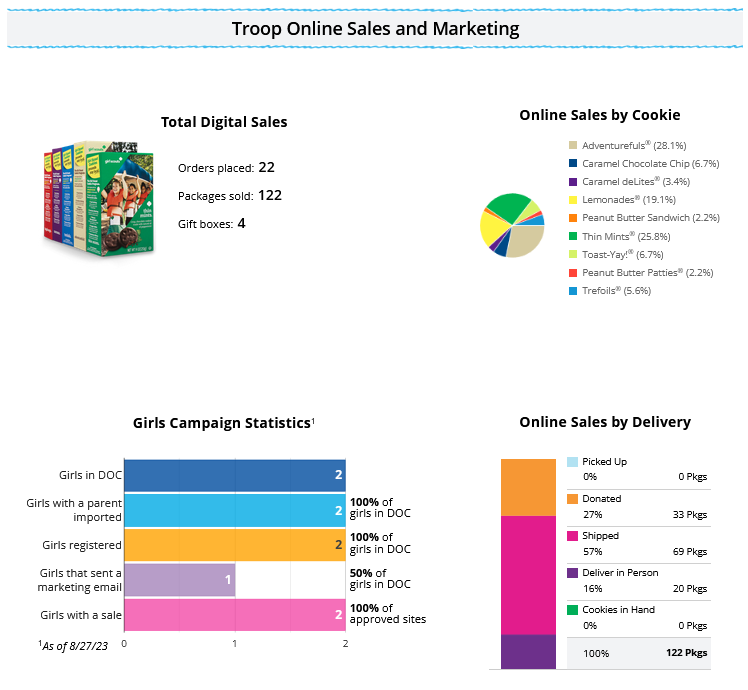 Troop Online Sales and Marketing
Total Digital Sales
Orders placed: 22
Packages sold: 122
Gift boxes: 4
thin
mints
Online Sales by Cookie
Adventurefuls® (28.1%)
Caramel Chocolate Chip (6.7%)
Caramel deLites® (3.4%)
Lemonades® (19.1%)
Peanut Butter Sandwich (2.2%)
Thin Mints® (25.8%)
Toast-Yay!® (6.7%)
Peanut Butter Patties® (2.2%)
Trefoils® (5.6%)
Girls Campaign Statistics¹
Girls in DOC
2
Girls with a parent
imported
2
100% of
girls in DOC
Girls registered
2
100% of
girls in DOC
Girls that sent a
marketing email
1
50% of
girls in DOC
Girls with a sale
2
100% of
approved sites
0 1 2
¹As of 8/27/23
Online Sales by Delivery
Picked Up
0% 0 Pkgs
Donated
27% 33 Pkgs
Shipped
57% 69 Pkgs
Deliver in Person
16% 20 Pkgs
Cookies in Hand
0% 0 Pkgs
100% 122 Pkgs